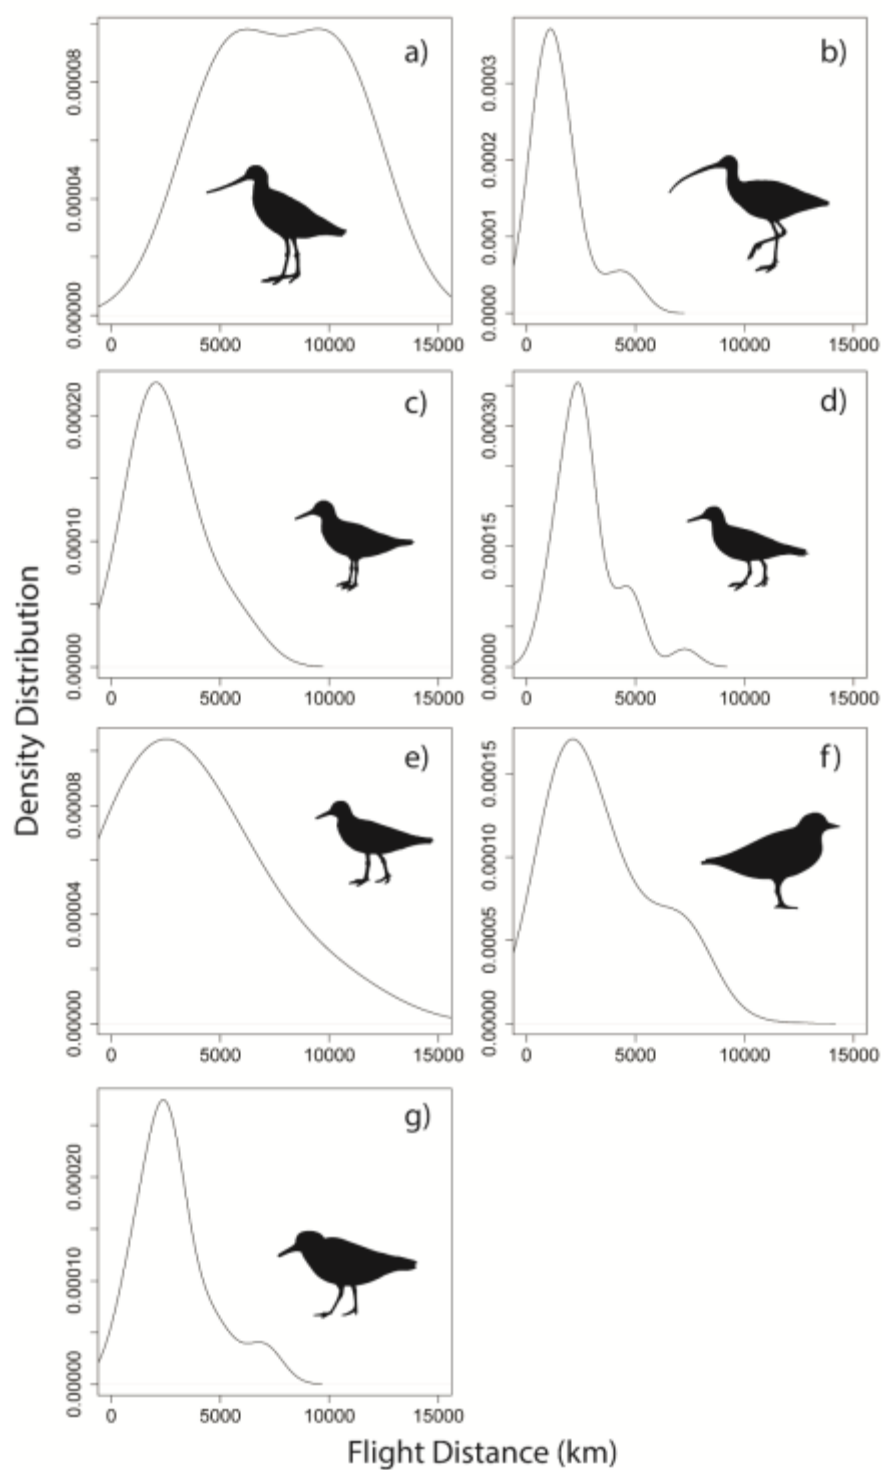 a)
0.00000 0.00004 0.00008
0 5000 10000 15000
b)
0.0000 0.0001 0.0002 0.0003
0 5000 10000 15000
c)
0.00000 0.00010 0.00020
0 5000 10000 15000
d)
0.00000 0.00015 0.00030
0 5000 10000 15000
e)
0.00000 0.00004 0.00008
0 5000 10000 15000
f)
0.00000 0.00005 0.00010 0.00015
0 5000 10000 15000
g)
0.00000 0.00010 0.00020
0 5000 10000 15000
Density Distribution
Flight Distance (km)